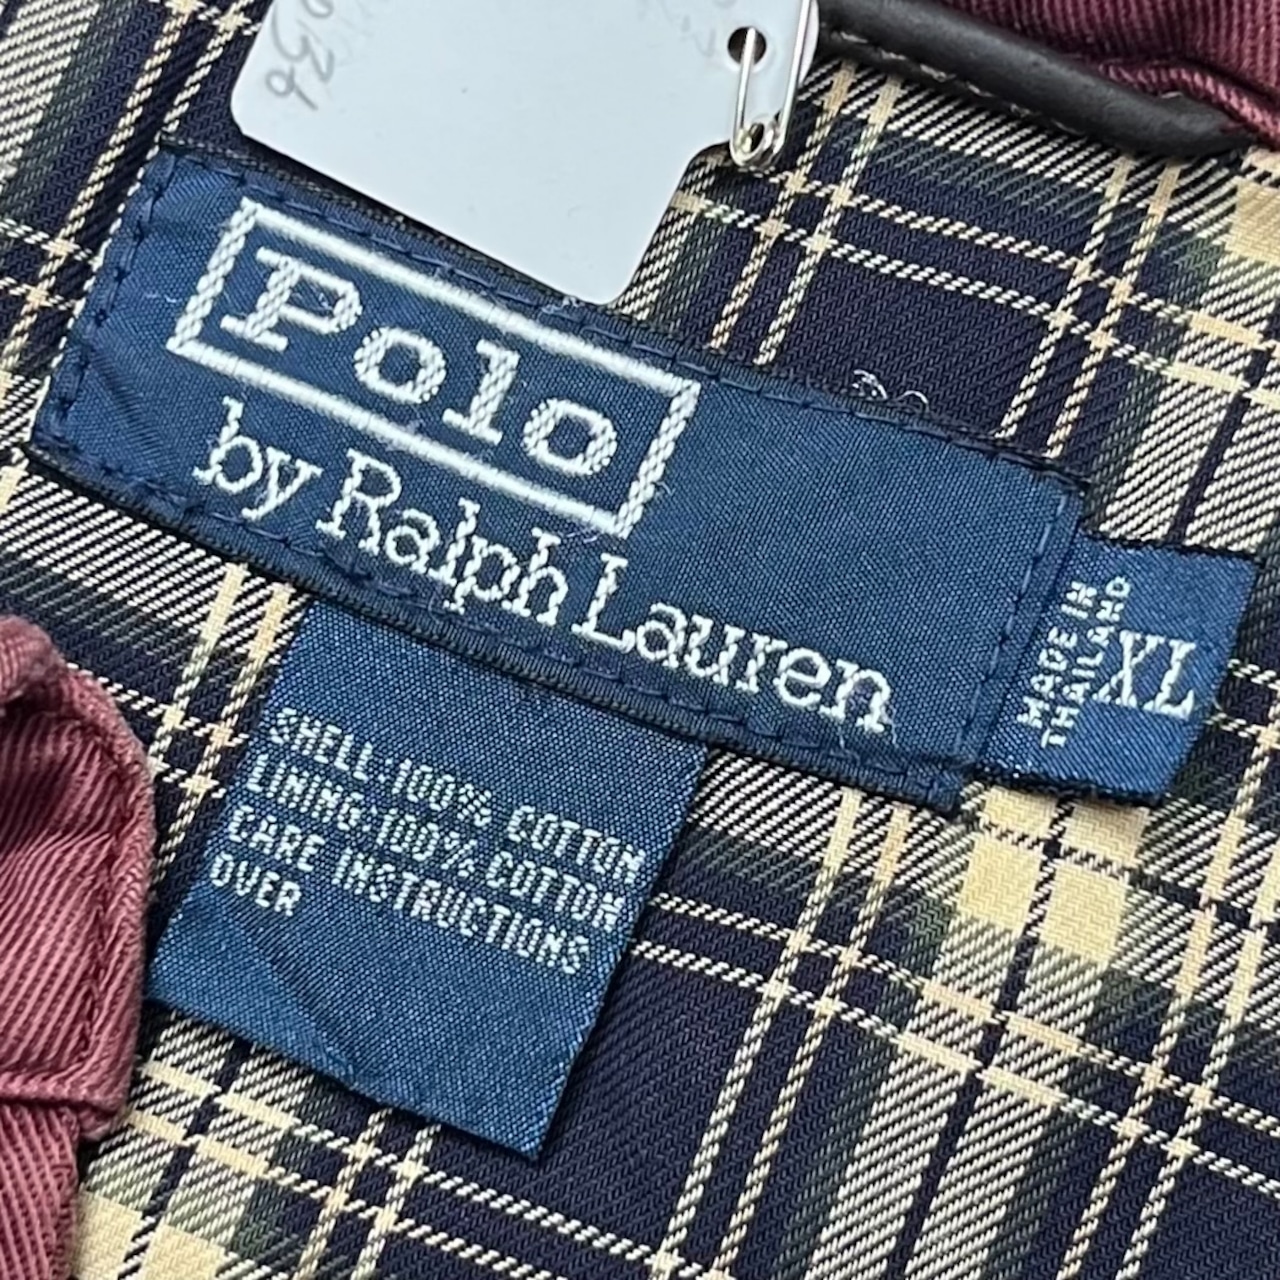 Polo
by Ralph Lauren
MADE IN
THAILAND
XL
SHELL:100% COTTON
LINING:100% COTTON
CARE INSTRUCTIONS
OVER